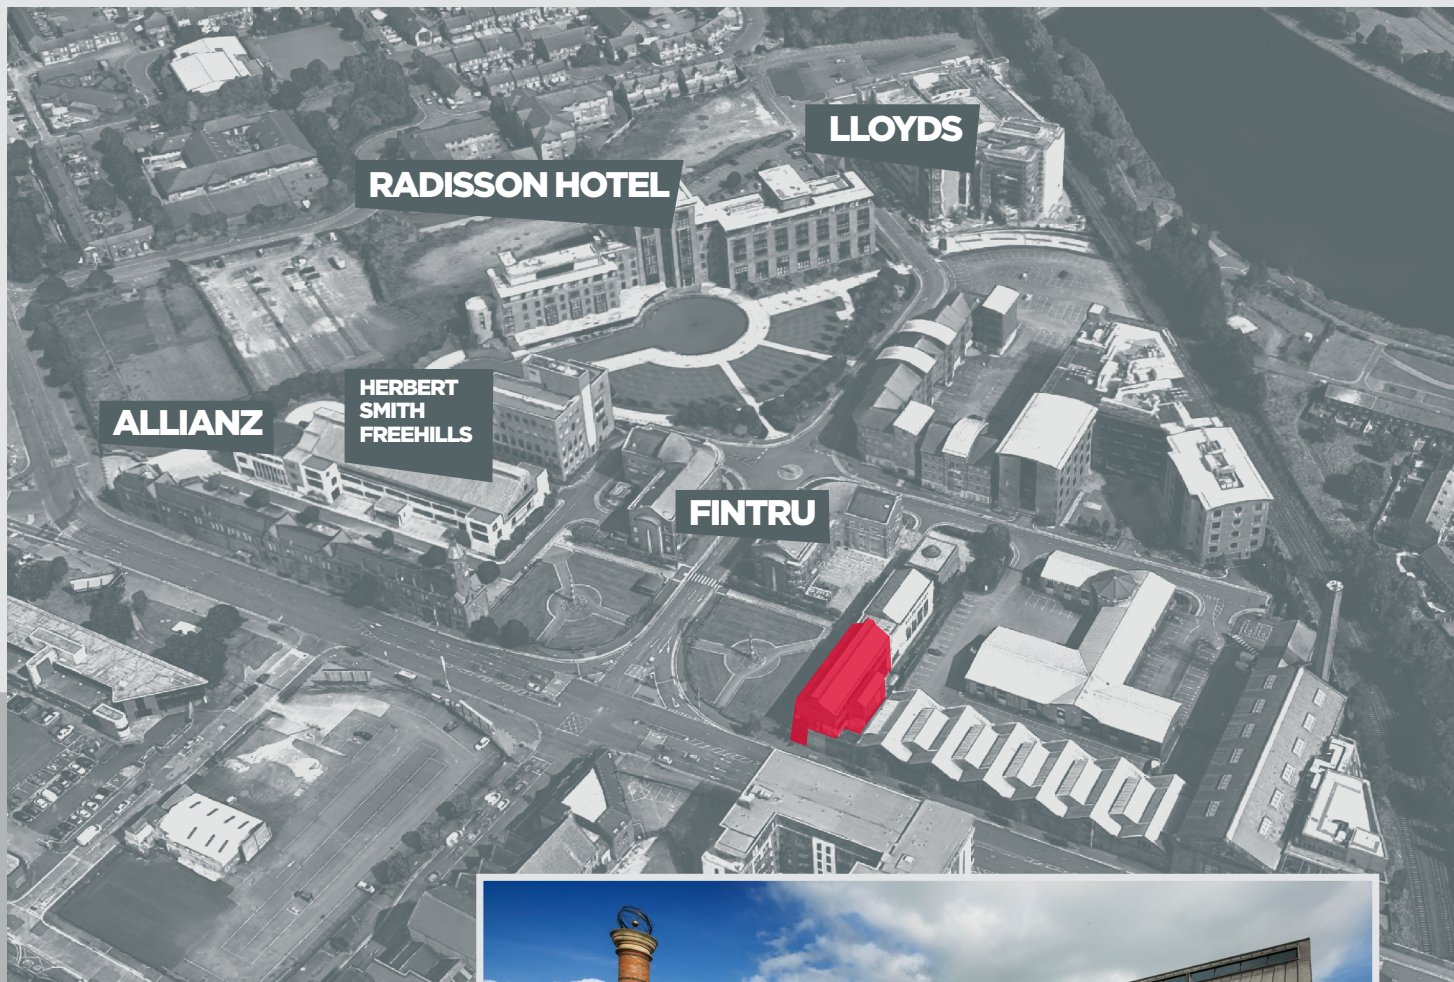 LLOYDS
RADISSON HOTEL
HERBERT
SMITH
FREEHILLS
ALLIANZ
FINTRU